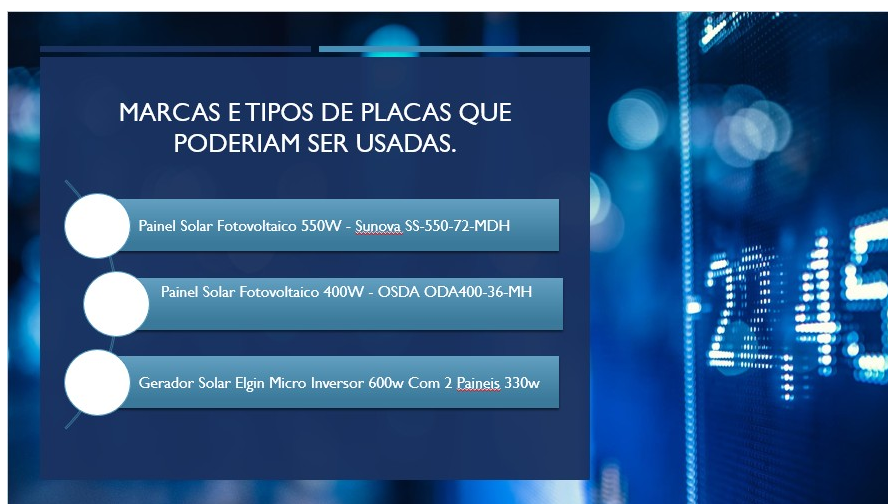 MARCAS E TIPOS DE PLACAS QUE
PODERIAM SER USADAS.
Painel Solar Fotovoltaico 550W - Sunova SS-550-72-MDH
Painel Solar Fotovoltaico 400W - OSDA ODA400-36-MH
Gerador Solar Elgin Micro Inversor 600w Com 2 Paineis 330w